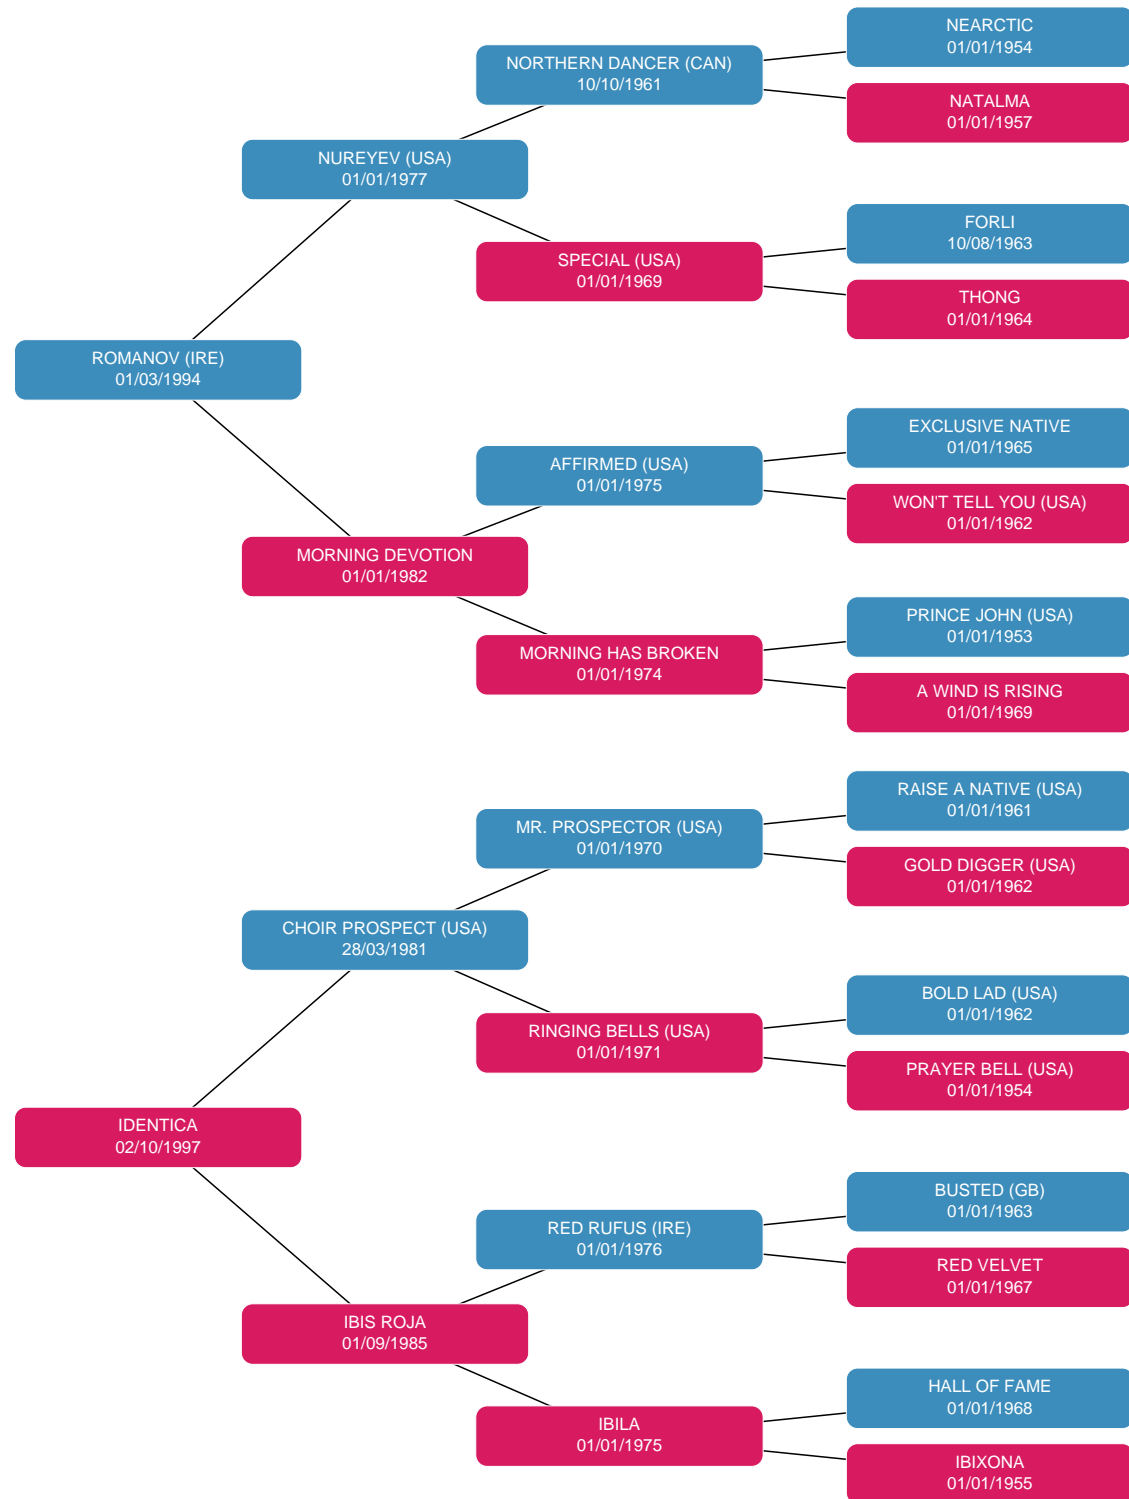 NEARCTIC
01/01/1954
NORTHERN DANCER (CAN)
10/10/1961
NATALMA
01/01/1957
NUREYEV (USA)
01/01/1977
FORLI
10/08/1963
SPECIAL (USA)
01/01/1969
THONG
01/01/1964
ROMANOV (IRE)
01/03/1994
EXCLUSIVE NATIVE
01/01/1965
AFFIRMED (USA)
01/01/1975
WON'T TELL YOU (USA)
01/01/1962
MORNING DEVOTION
01/01/1982
PRINCE JOHN (USA)
01/01/1953
MORNING HAS BROKEN
01/01/1974
A WIND IS RISING
01/01/1969
RAISE A NATIVE (USA)
01/01/1961
MR. PROSPECTOR (USA)
01/01/1970
GOLD DIGGER (USA)
01/01/1962
CHOIR PROSPECT (USA)
28/03/1981
BOLD LAD (USA)
01/01/1962
RINGING BELLS (USA)
01/01/1971
PRAYER BELL (USA)
01/01/1954
IDENTICA
02/10/1997
BUSTED (GB)
01/01/1963
RED RUFUS (IRE)
01/01/1976
RED VELVET
01/01/1967
IBIS ROJA
01/09/1985
HALL OF FAME
01/01/1968
IBILA
01/01/1975
IBIXONA
01/01/1955